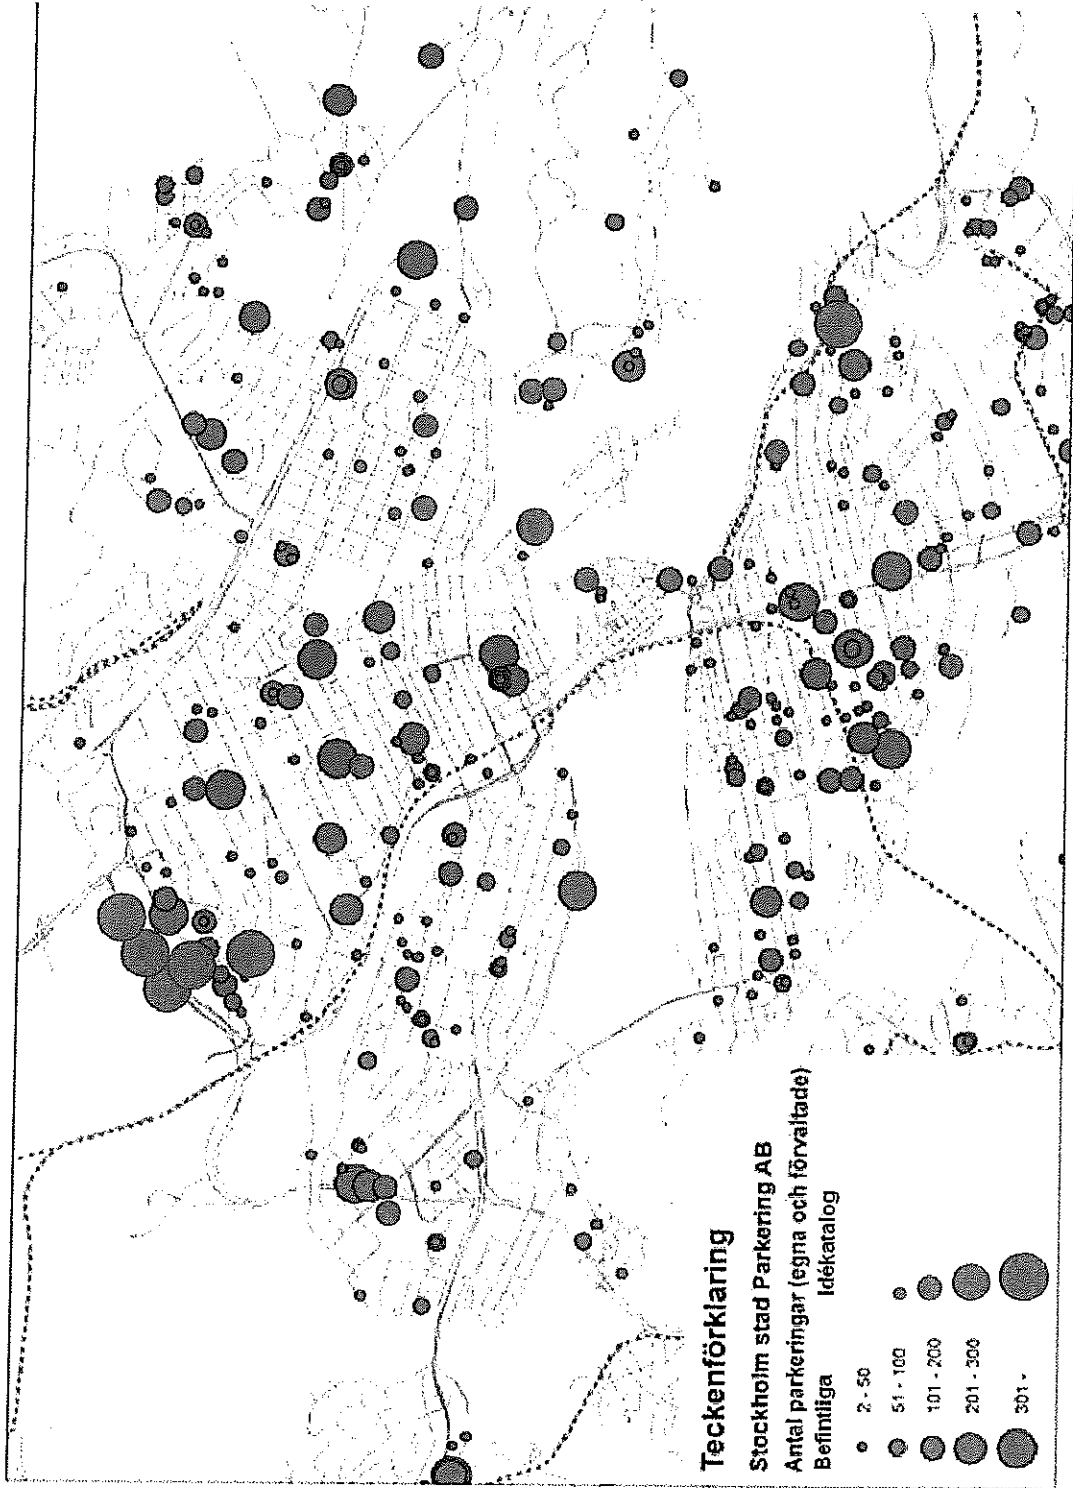 Teckenförklaring
Stockholm stad Parkering AB
Antal parkeringar (egna och förvaltade)
Befintliga Idékatalog
2 - 50
51 - 100
101 - 200
201 - 300
301 -